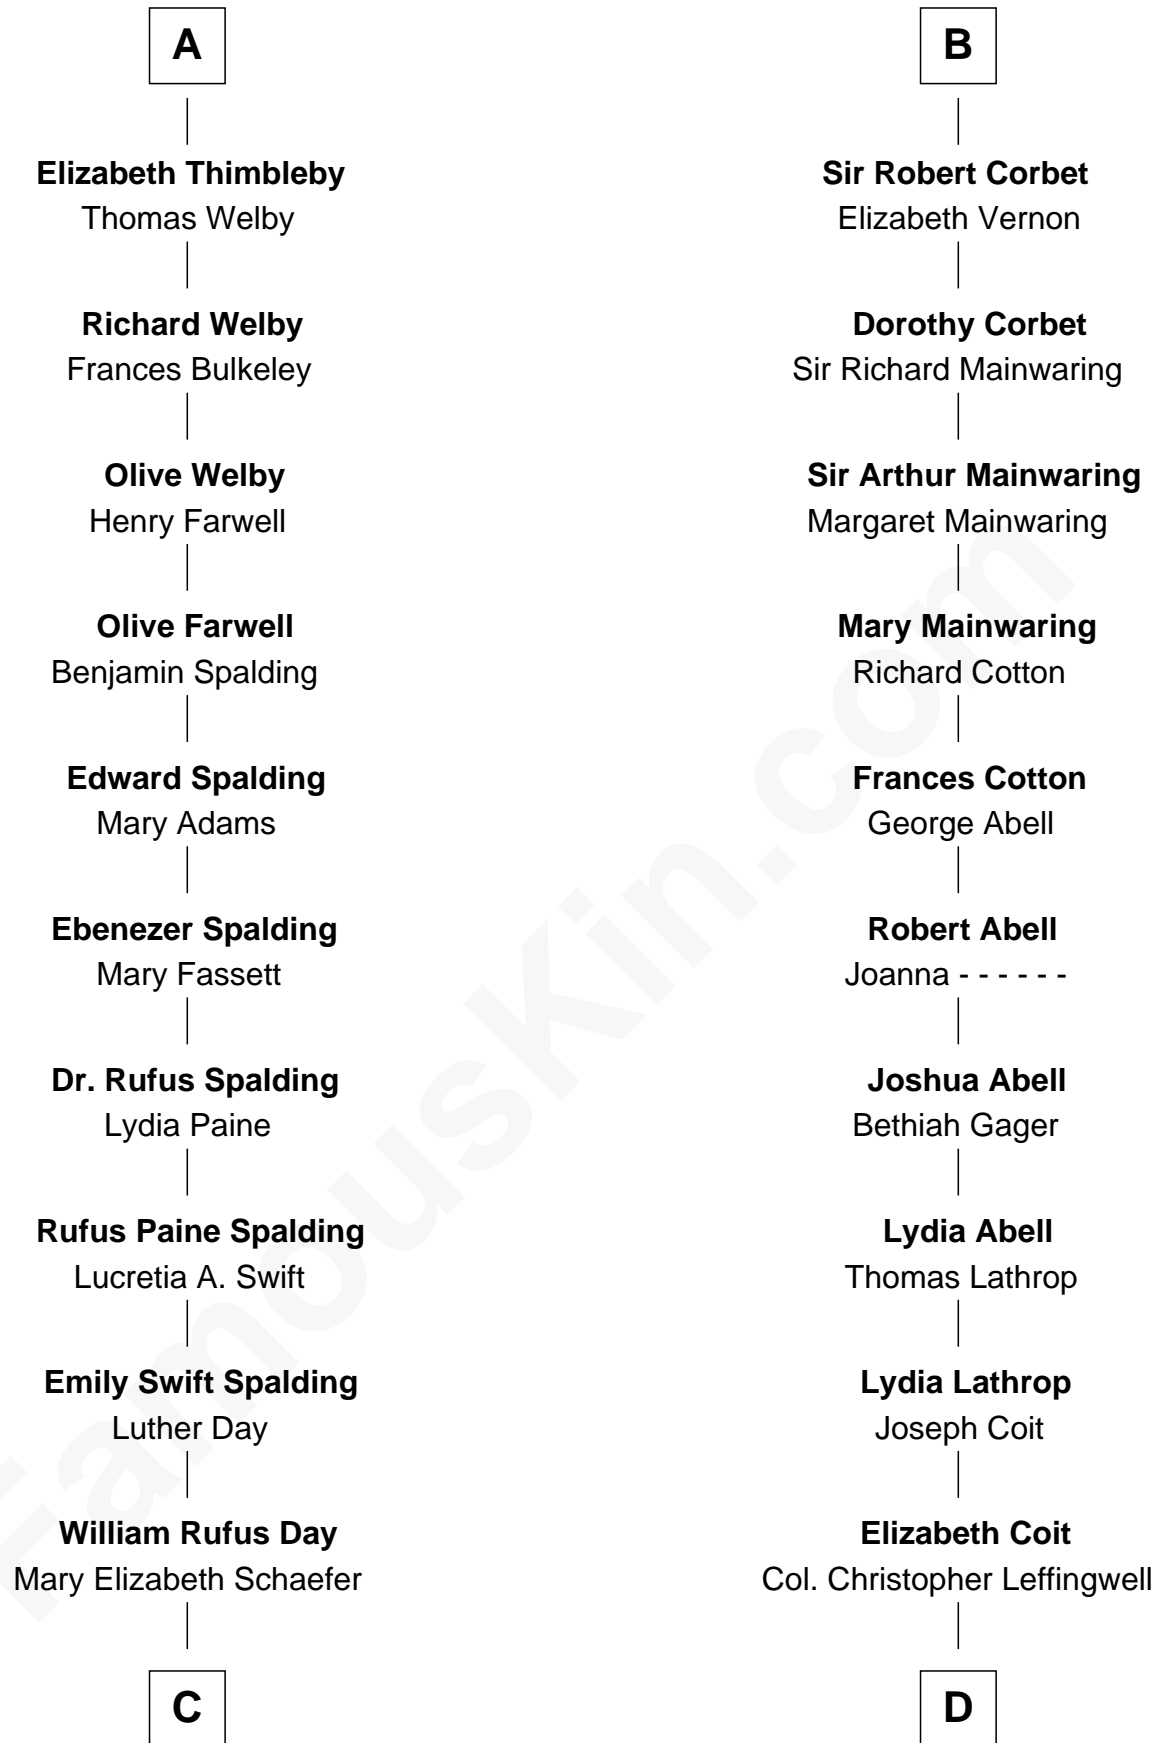 A
Elizabeth Thimbleby
Thomas Welby
Richard Welby
Frances Bulkeley
Olive Welby
Henry Farwell
Olive Farwell
Benjamin Spalding
Edward Spalding
Mary Adams
Ebenezer Spalding
Mary Fassett
Dr. Rufus Spalding
Lydia Paine
Rufus Paine Spalding
Lucretia A. Swift
Emily Swift Spalding
Luther Day
William Rufus Day
Mary Elizabeth Schaefer
C
B
Sir Robert Corbet
Elizabeth Vernon
Dorothy Corbet
Sir Richard Mainwaring
Sir Arthur Mainwaring
Margaret Mainwaring
Mary Mainwaring
Richard Cotton
Frances Cotton
George Abell
Robert Abell
Joanna - - - - - -
Joshua Abell
Bethiah Gager
Lydia Abell
Thomas Lathrop
Lydia Lathrop
Joseph Coit
Elizabeth Coit
Col. Christopher Leffingwell
D
FamousKin.com